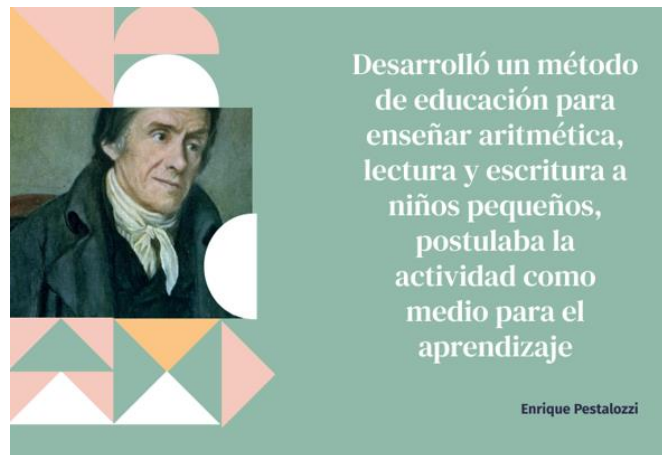 Desarrolló un método
de educación para
enseñar aritmética,
lectura y escritura a
niños pequeños,
postulaba la
actividad como
medio para el
aprendizaje
Enrique Pestalozzi